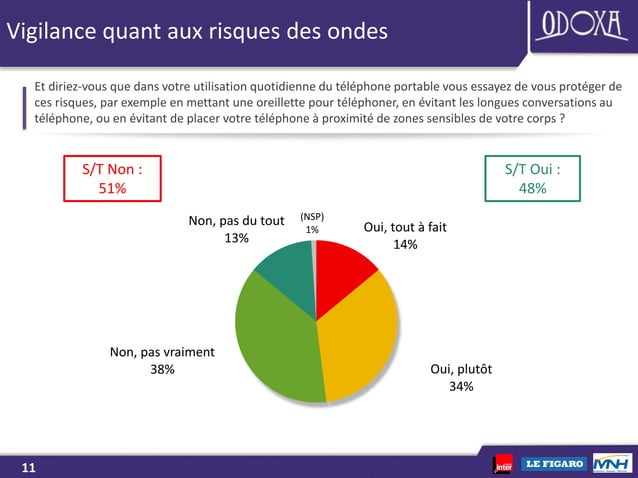 Vigilance quant aux risques des ondes
ODOXA
Et diriez-vous que dans votre utilisation quotidienne du téléphone portable vous essayez de vous protéger de
ces risques, par exemple en mettant une oreillette pour téléphoner, en évitant les longues conversations au
téléphone, ou en évitant de placer votre téléphone à proximité de zones sensibles de votre corps ?
S/T Non :
51%
S/T Oui :
48%
(NSP)
1%
Non, pas du tout
13%
Oui, tout à fait
14%
Non, pas vraiment
38%
Oui, plutôt
34%
11
inter
LE FIGARO
MNH